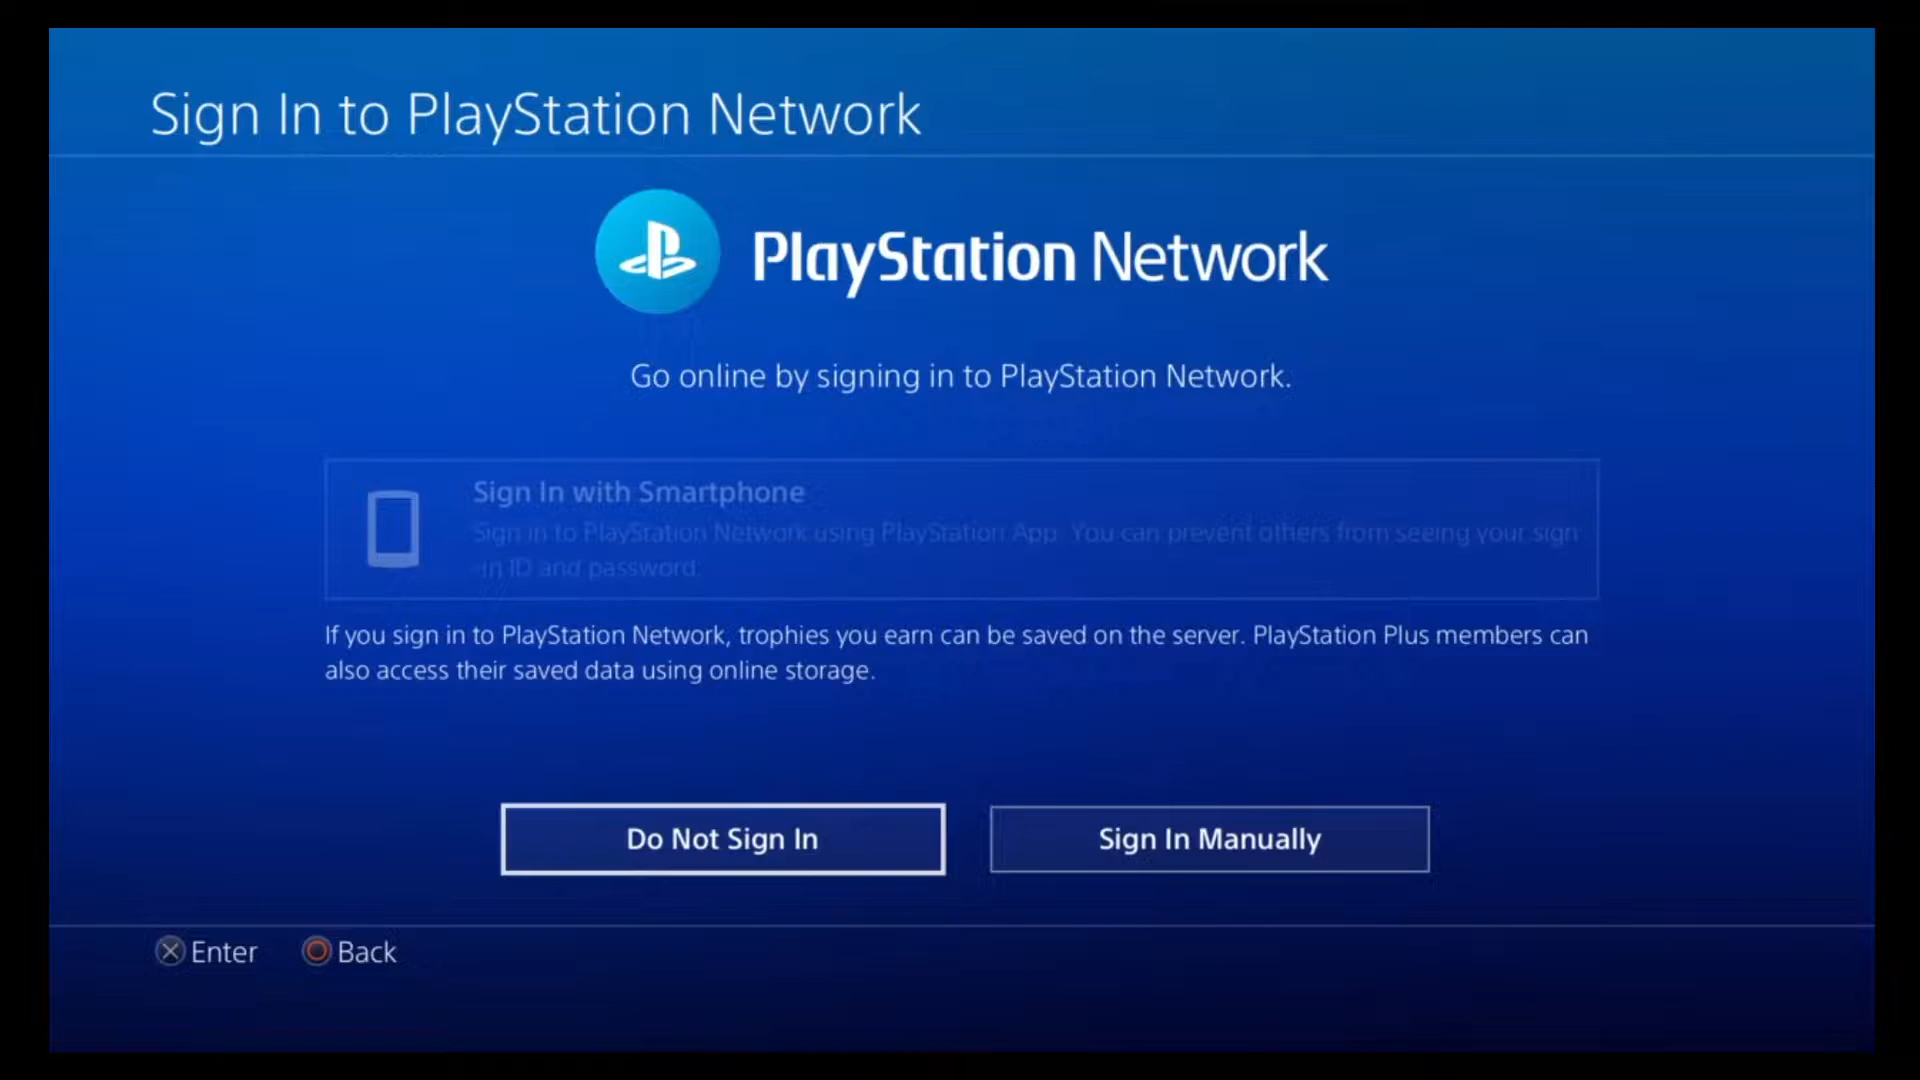 Sign In to PlayStation Network
PlayStation Network
Go online by signing in to PlayStation Network.
Sign In with Smartphone
Sign in to PlayStation Network using PlayStation App. You can prevent others from seeing your sign
-in ID and password.
If you sign in to PlayStation Network, trophies you earn can be saved on the server. PlayStation Plus members can
also access their saved data using online storage.
Do Not Sign In
Sign In Manually
Enter
Back